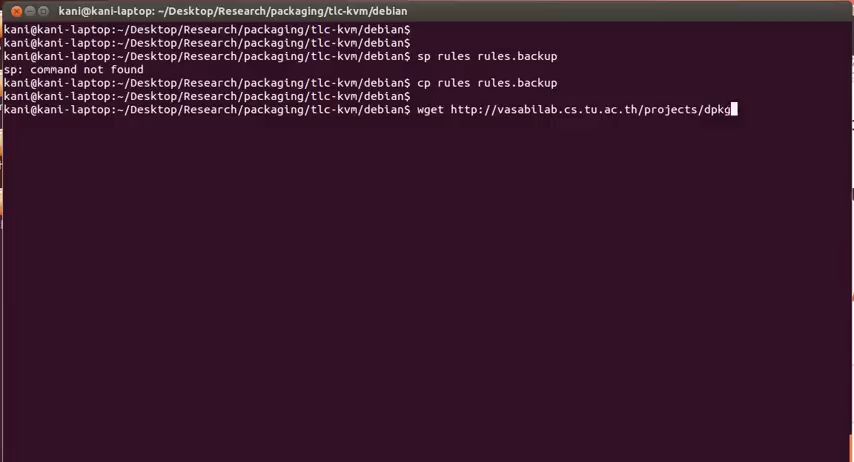 kani@kani-laptop: ~/Desktop/Research/packaging/tlc-kvm/debian
kani@kani-laptop:~/Desktop/Research/packaging/tlc-kvm/debian$
kani@kani-laptop:~/Desktop/Research/packaging/tlc-kvm/debian$
kani@kani-laptop:~/Desktop/Research/packaging/tlc-kvm/debian$ sp rules rules.backup
sp: command not found
kani@kani-laptop:~/Desktop/Research/packaging/tlc-kvm/debian$ cp rules rules.backup
kani@kani-laptop:~/Desktop/Research/packaging/tlc-kvm/debian$
kani@kani-laptop:~/Desktop/Research/packaging/tlc-kvm/debian$ wget http://vasabilab.cs.tu.ac.th/projects/dpkg